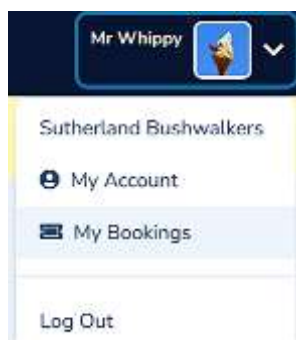 Mr Whippy
Sutherland Bushwalkers
My Account
My Bookings
Log Out